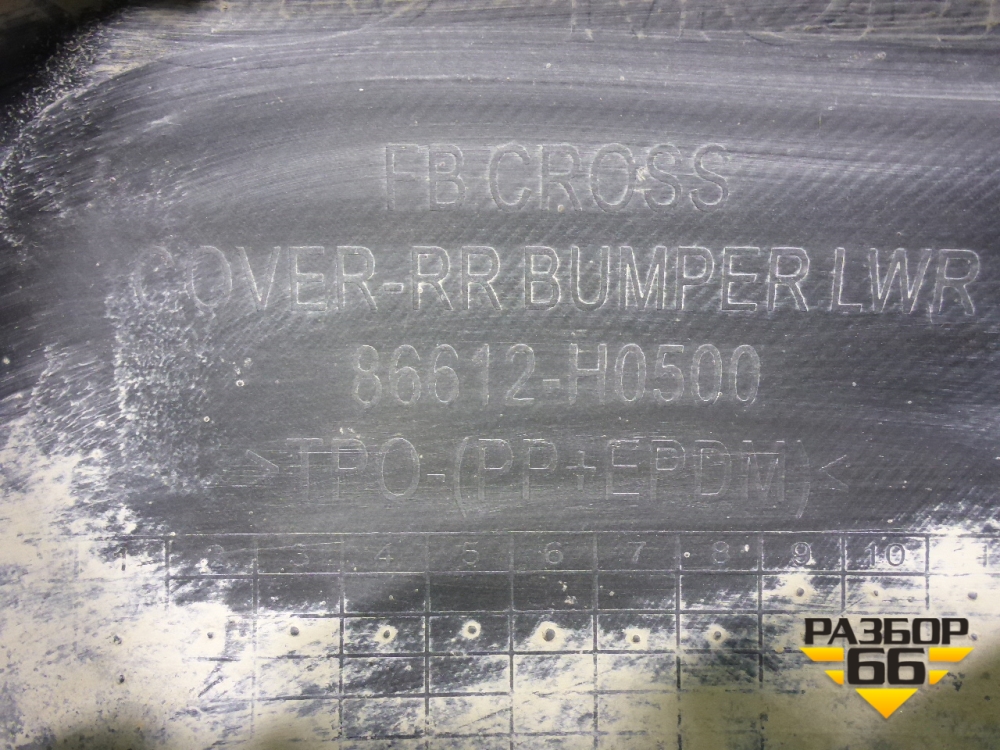 FB CROSS
COVER-RR BUMPER LWR
86612-H0500
>TPO-(PP+EPDM)<
1 2 3 4 5 6 7 8 9 10 11
РАЗБОР
66